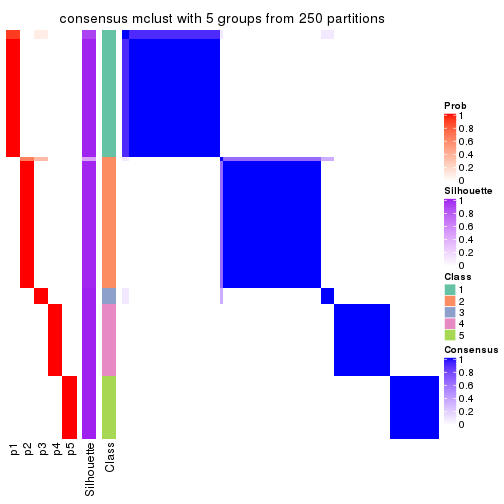 consensus mclust with 5 groups from 250 partitions
Prob
1
0.8
0.6
0.4
0.2
0
Silhouette
1
0.8
0.6
0.4
0.2
0
Class
1
2
3
4
5
Consensus
1
0.8
0.6
0.4
0.2
0
p1
p2
p3
p4
p5
Silhouette
Class